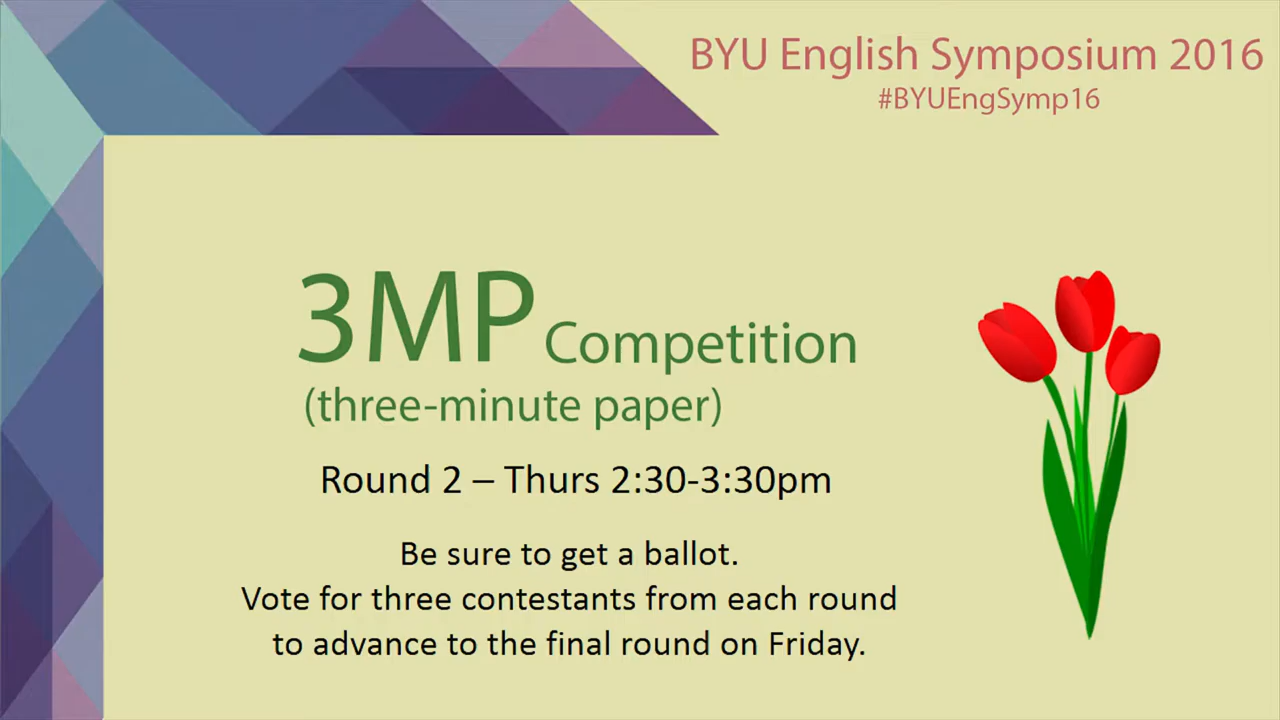 BYU English Symposium 2016
#BYUEngSymp16
3MP Competition
(three-minute paper)
Round 2 – Thurs 2:30-3:30pm
Be sure to get a ballot.
Vote for three contestants from each round
to advance to the final round on Friday.